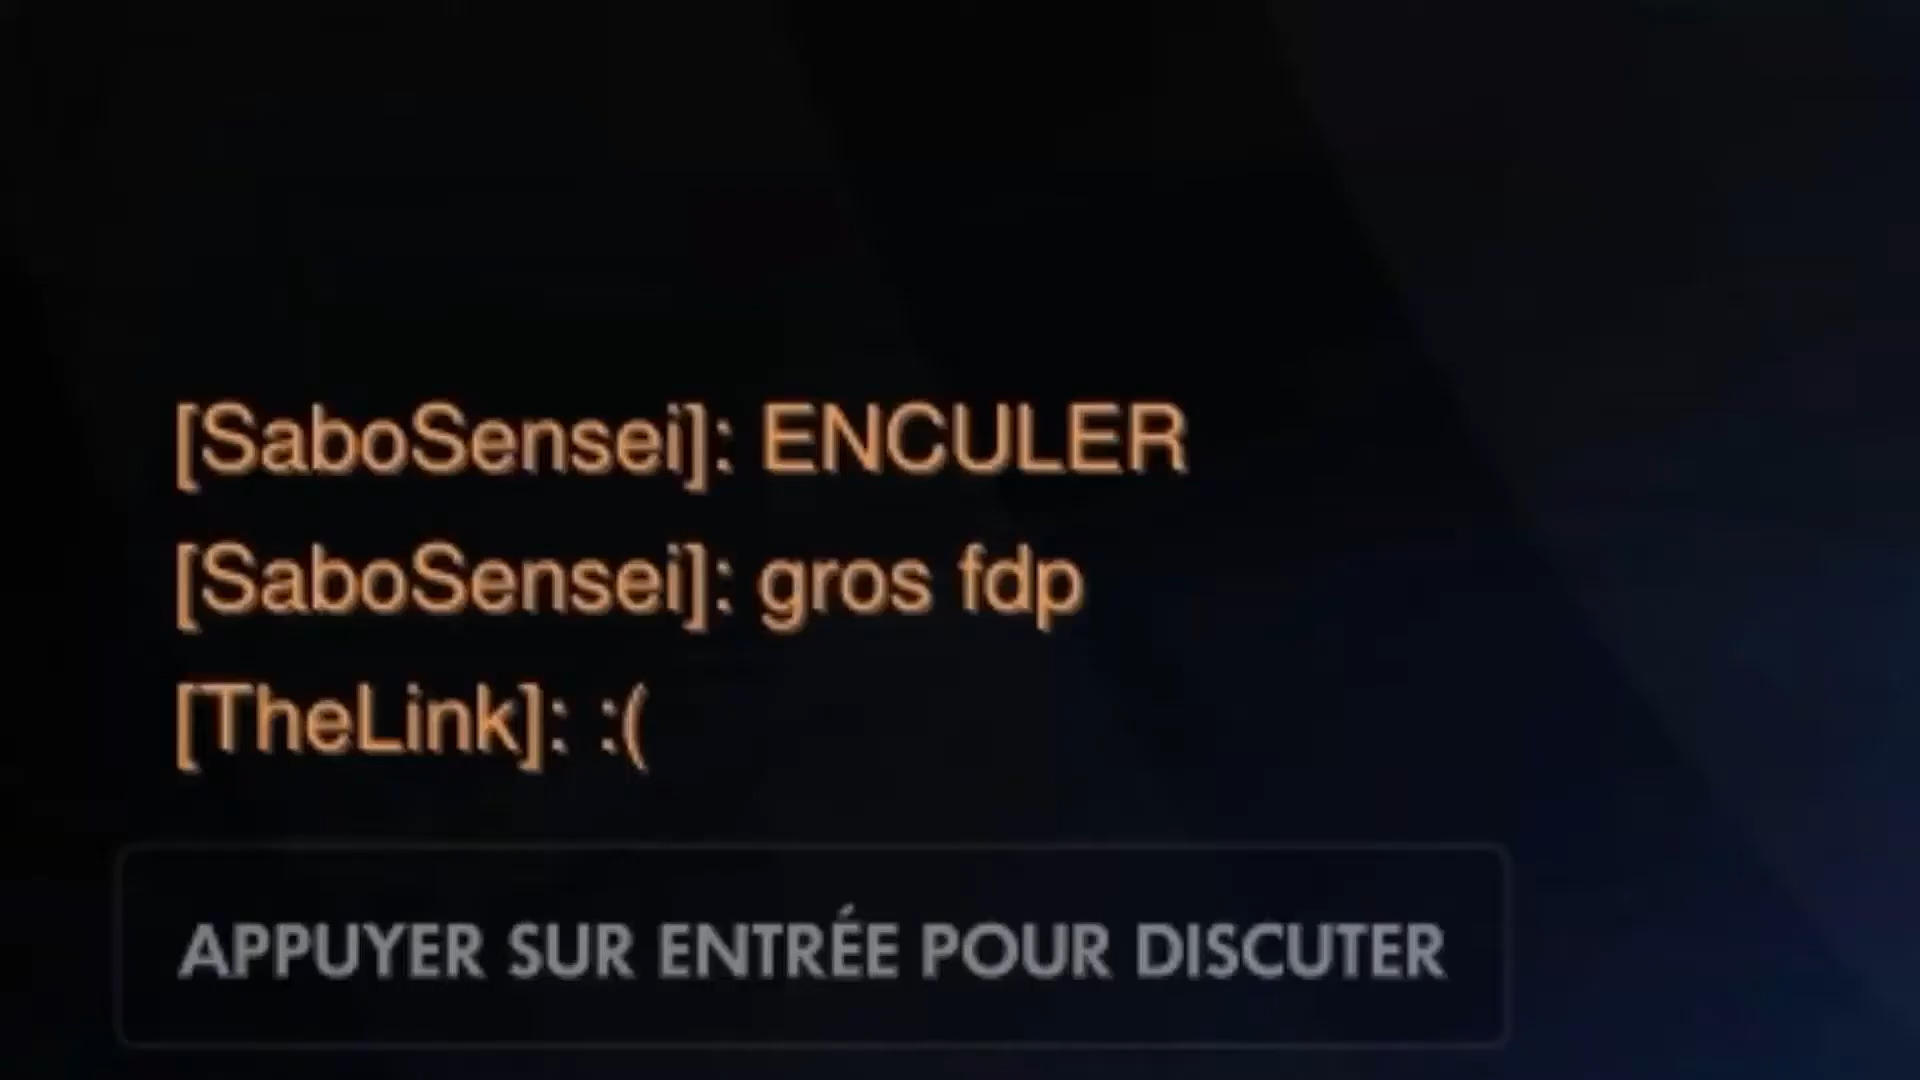 [SaboSensei]: ENCULER
[SaboSensei]: gros fdp
[TheLink]: :(
APPUYER SUR ENTRÉE POUR DISCUTER